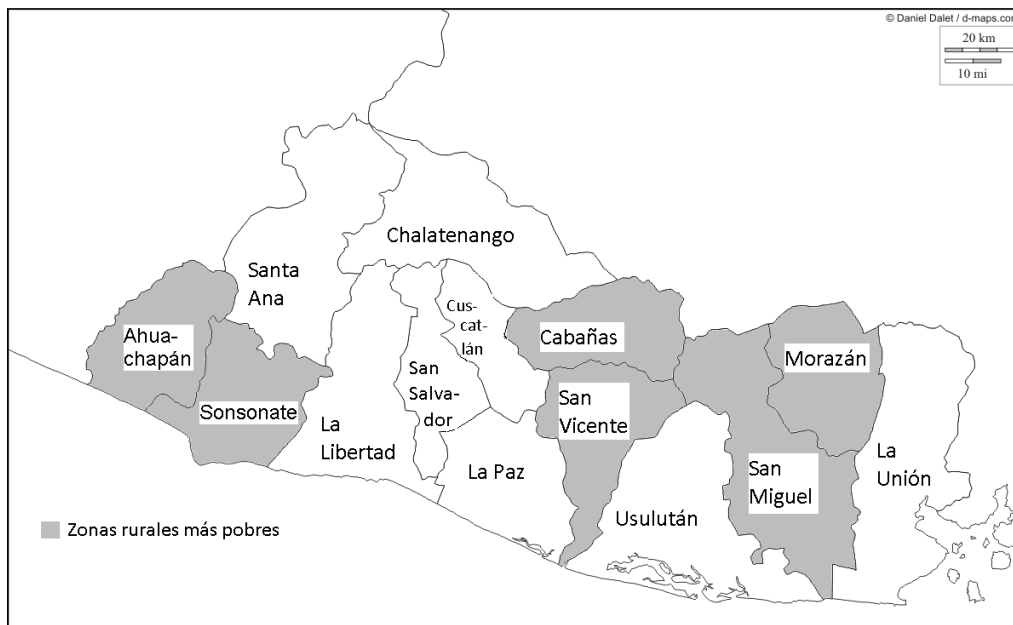 © Daniel Dalet / d-maps.com
20 km
10 mi
Chalatenango
Santa
Ana
Cus-
cat-
lán
Ahua-
chapán
Cabañas
Morazán
San
Salva-
dor
Sonsonate
San
Vicente
La
Libertad
La Paz
San
Miguel
La
Unión
Usulután
Zonas rurales más pobres